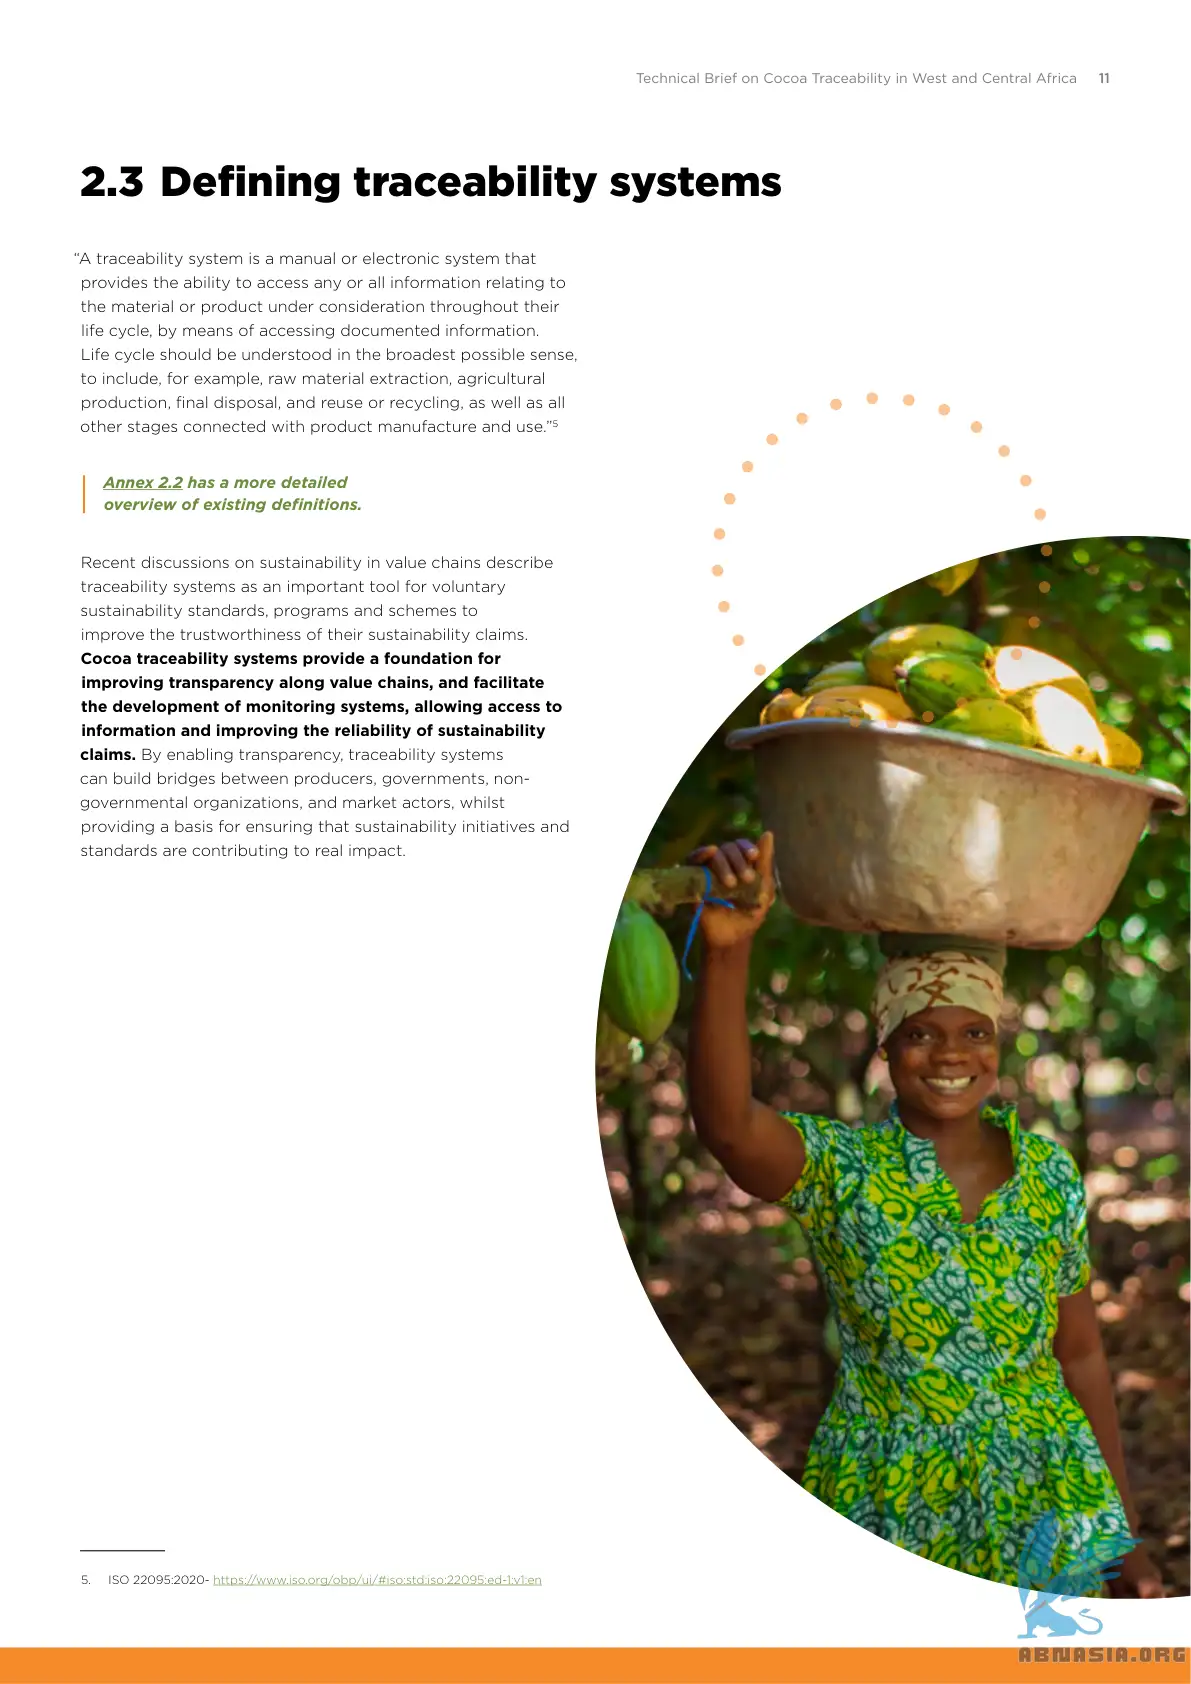 Technical Brief on Cocoa Traceability in West and Central Africa 11
2.3 Defining traceability systems
“A traceability system is a manual or electronic system that
provides the ability to access any or all information relating to
the material or product under consideration throughout their
life cycle, by means of accessing documented information.
Life cycle should be understood in the broadest possible sense,
to include, for example, raw material extraction, agricultural
production, final disposal, and reuse or recycling, as well as all
other stages connected with product manufacture and use.”5
Annex 2.2 has a more detailed
overview of existing definitions.
Recent discussions on sustainability in value chains describe
traceability systems as an important tool for voluntary
sustainability standards, programs and schemes to
improve the trustworthiness of their sustainability claims.
Cocoa traceability systems provide a foundation for
improving transparency along value chains, and facilitate
the development of monitoring systems, allowing access to
information and improving the reliability of sustainability
claims. By enabling transparency, traceability systems
can build bridges between producers, governments, non-
governmental organizations, and market actors, whilst
providing a basis for ensuring that sustainability initiatives and
standards are contributing to real impact.
5. ISO 22095:2020- https://www.iso.org/obp/ui/#iso:std:iso:22095:ed-1:v1:en
ABNASIA.ORG